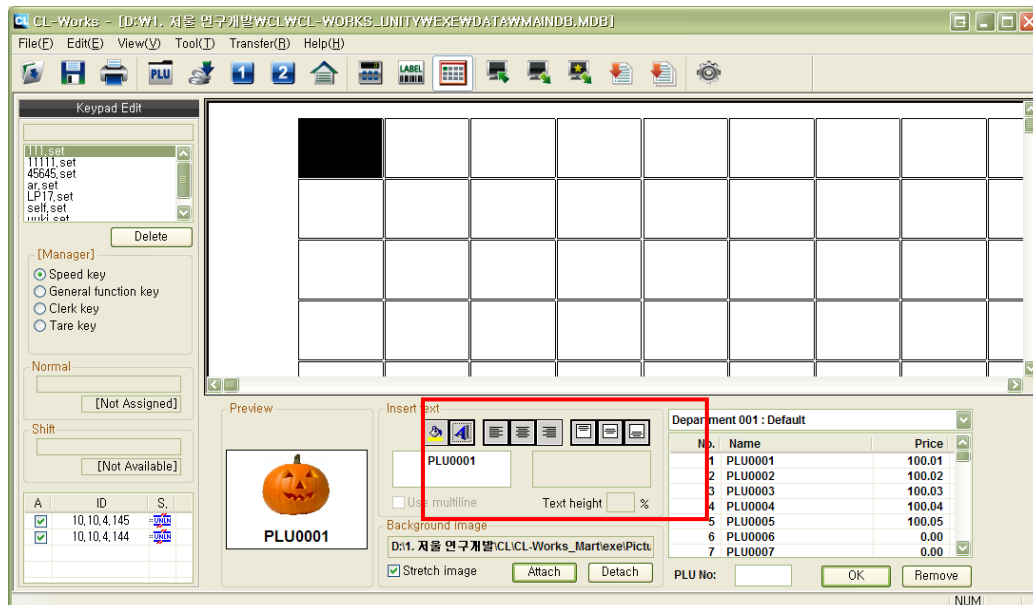 CL-Works - [D:₩1. 저울 연구개발₩CL₩CL-WORKS_UNITY₩EXE₩DATA₩MAINDB.MDB]
File(F) Edit(E) View(V) Tool(T) Transfer(R) Help(H)
PLU 1 2 LABEL
Keypad Edit
111,set
11111,set
45645,set
ar,set
LP17,set
self,set
uuki,set
Delete
[Manager]
Speed key
General function key
Clerk key
Tare key
Normal
[Not Assigned]
Shift
[Not Available]
A ID S,
10, 10, 4, 145 UNLN
10, 10, 4, 144 UNLN
Preview
PLU0001
Insert text
A
PLU0001
Use multiline Text height %
Background image
D:\1. 저울 연구개발\CL\CL-Works_Mart\exe\Pictu
Stretch image Attach Detach
Department 001 : Default
No. Name Price
1 PLU0001 100.01
2 PLU0002 100.02
3 PLU0003 100.03
4 PLU0004 100.04
5 PLU0005 100.05
6 PLU0006 0.00
7 PLU0007 0.00
PLU No: OK Remove
NUM